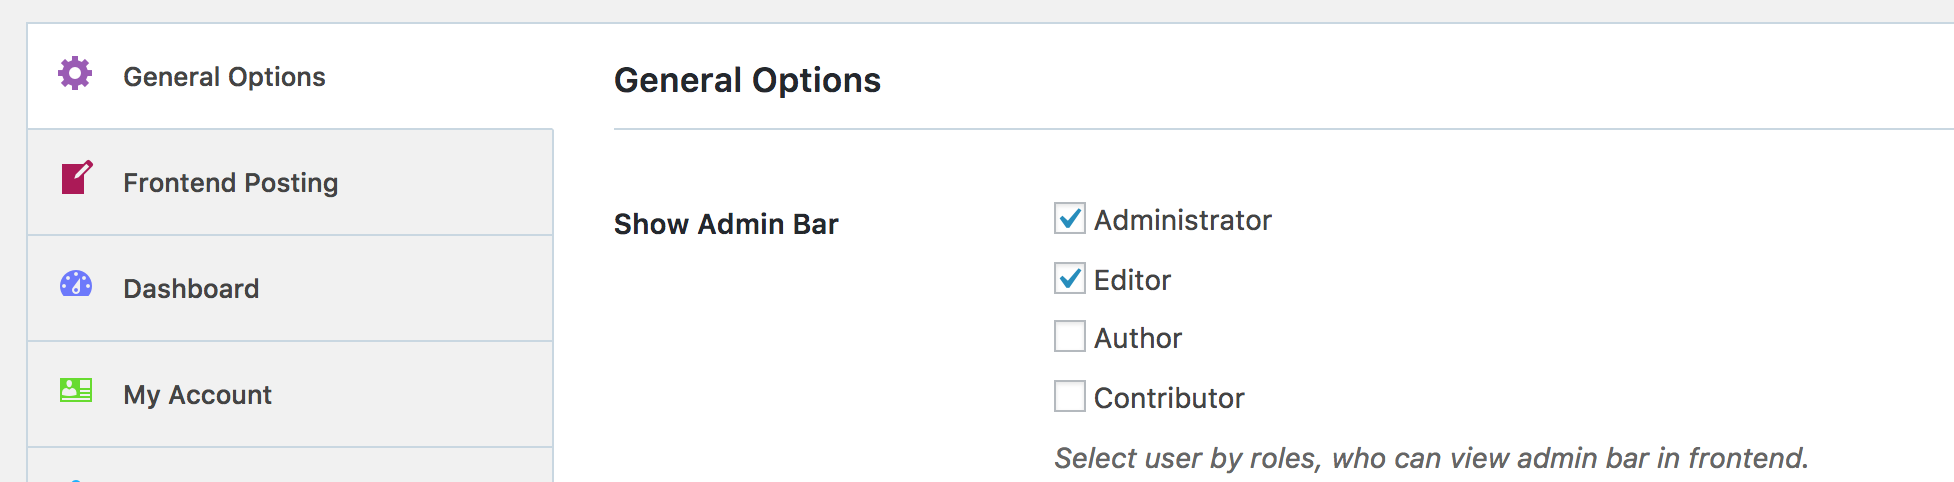 General Options
Frontend Posting
Dashboard
My Account
General Options
Show Admin Bar
Administrator
Editor
Author
Contributor
Select user by roles, who can view admin bar in frontend.